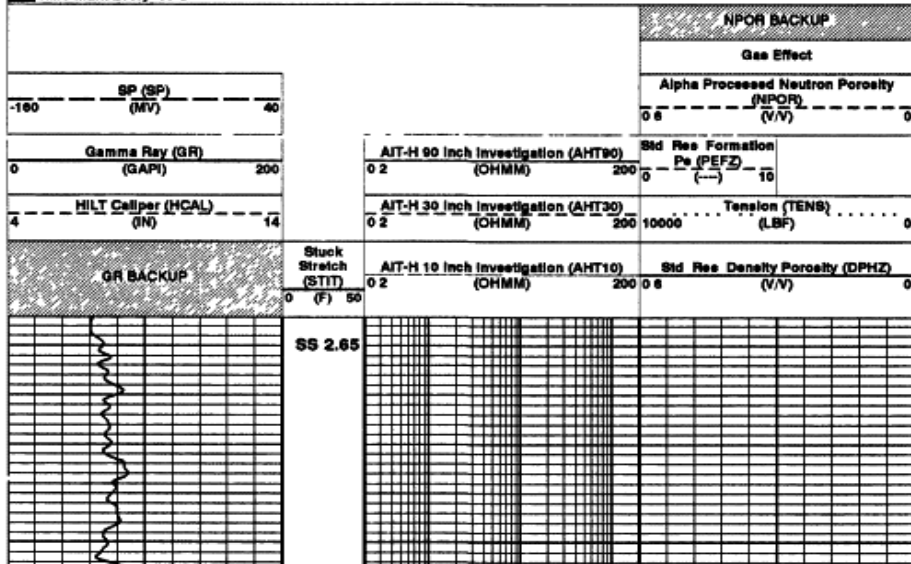 NPOR BACKUP
Gas Effect
SP (SP)
-160 (MV) 40
Alpha Processed Neutron Porosity
(NPOR)
0 6 (V/V) 0
Gamma Ray (GR)
0 (GAPI) 200
AIT-H 90 Inch Investigation (AHT90)
0 2 (OHMM) 200
Std Res Formation
Pe (PEFZ)
0 (----) 10
HILT Caliper (HCAL)
4 (IN) 14
AIT-H 30 Inch Investigation (AHT30)
0 2 (OHMM) 200
Tension (TENS)
10000 (LBF) 0
GR BACKUP
Stuck
Stretch
(STIT)
0 (F) 50
AIT-H 10 Inch Investigation (AHT10)
0 2 (OHMM) 200
Std Res Density Porosity (DPHZ)
0 6 (V/V) 0
SS 2.65